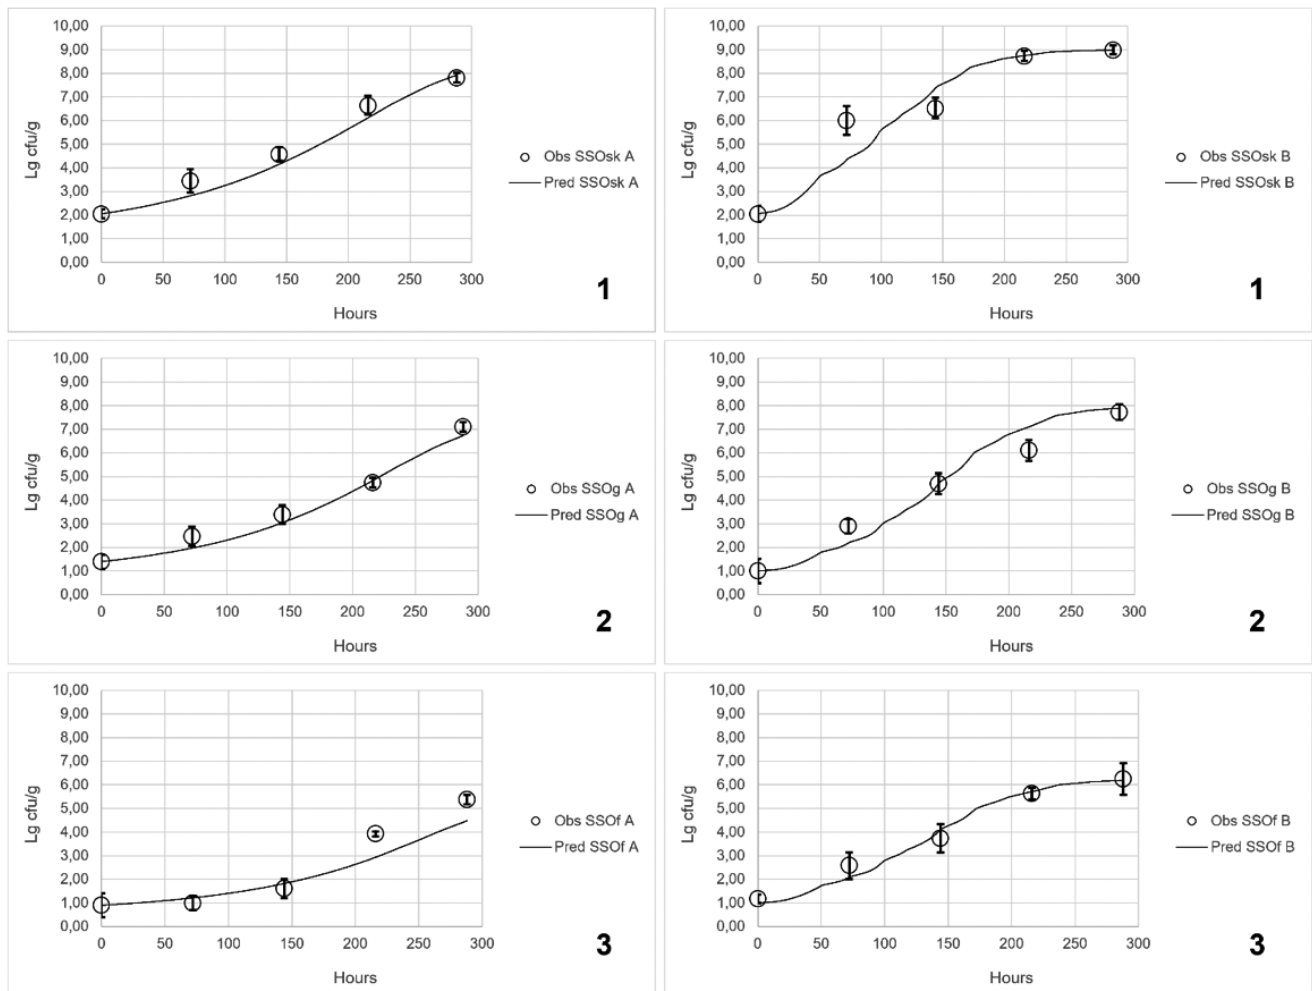 10,00
9,00
8,00
7,00
6,00
5,00
4,00
3,00
2,00
1,00
0,00
Lg cfu/g
0 50 100 150 200 250 300
Hours
Obs SSOsk A
Pred SSOsk A
1
10,00
9,00
8,00
7,00
6,00
5,00
4,00
3,00
2,00
1,00
0,00
Lg cfu/g
0 50 100 150 200 250 300
Hours
Obs SSOsk B
Pred SSOsk B
1
10,00
9,00
8,00
7,00
6,00
5,00
4,00
3,00
2,00
1,00
0,00
Lg cfu/g
0 50 100 150 200 250 300
Hours
Obs SSOg A
Pred SSOg A
2
10,00
9,00
8,00
7,00
6,00
5,00
4,00
3,00
2,00
1,00
0,00
Lg cfu/g
0 50 100 150 200 250 300
Hours
Obs SSOg B
Pred SSOg B
2
10,00
9,00
8,00
7,00
6,00
5,00
4,00
3,00
2,00
1,00
0,00
Lg cfu/g
0 50 100 150 200 250 300
Hours
Obs SSOf A
Pred SSOf A
3
10,00
9,00
8,00
7,00
6,00
5,00
4,00
3,00
2,00
1,00
0,00
Lg cfu/g
0 50 100 150 200 250 300
Hours
Obs SSOf B
Pred SSOf B
3